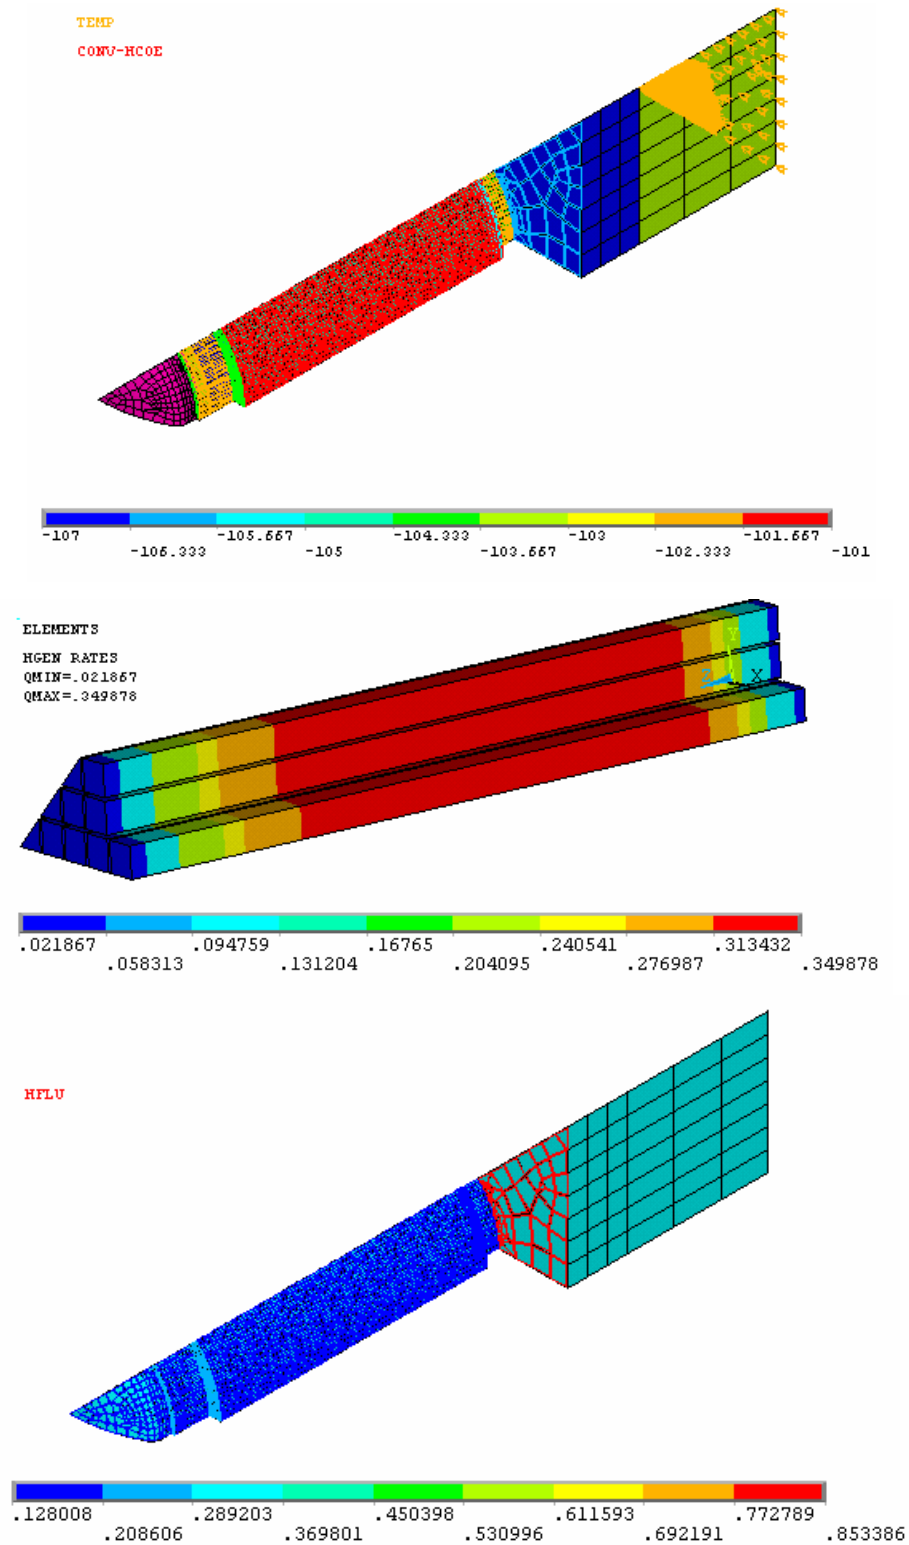 TEMP
CONV-HCOE
-107 -105.667 -104.333 -103 -101.667
-106.333 -105 -103.667 -102.333 -101
ELEMENTS
HGEN RATES
QMIN=.021867
QMAX=.349878
Y
Z X
.021867 .094759 .16765 .240541 .313432
.058313 .131204 .204095 .276987 .349878
HFLU
.128008 .289203 .450398 .611593 .772789
.208606 .369801 .530996 .692191 .853386